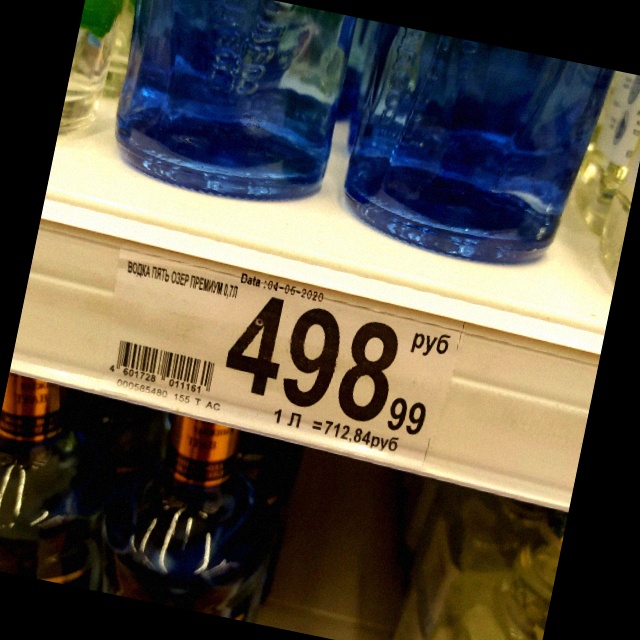 ВОДКА ПЯТЬ ОЗЕР ПРЕМИУМ 0,7Л
Data :04-06-2020
498 99 руб
4 601728 011161
000585480 155 Т АС
1 Л =712,84руб